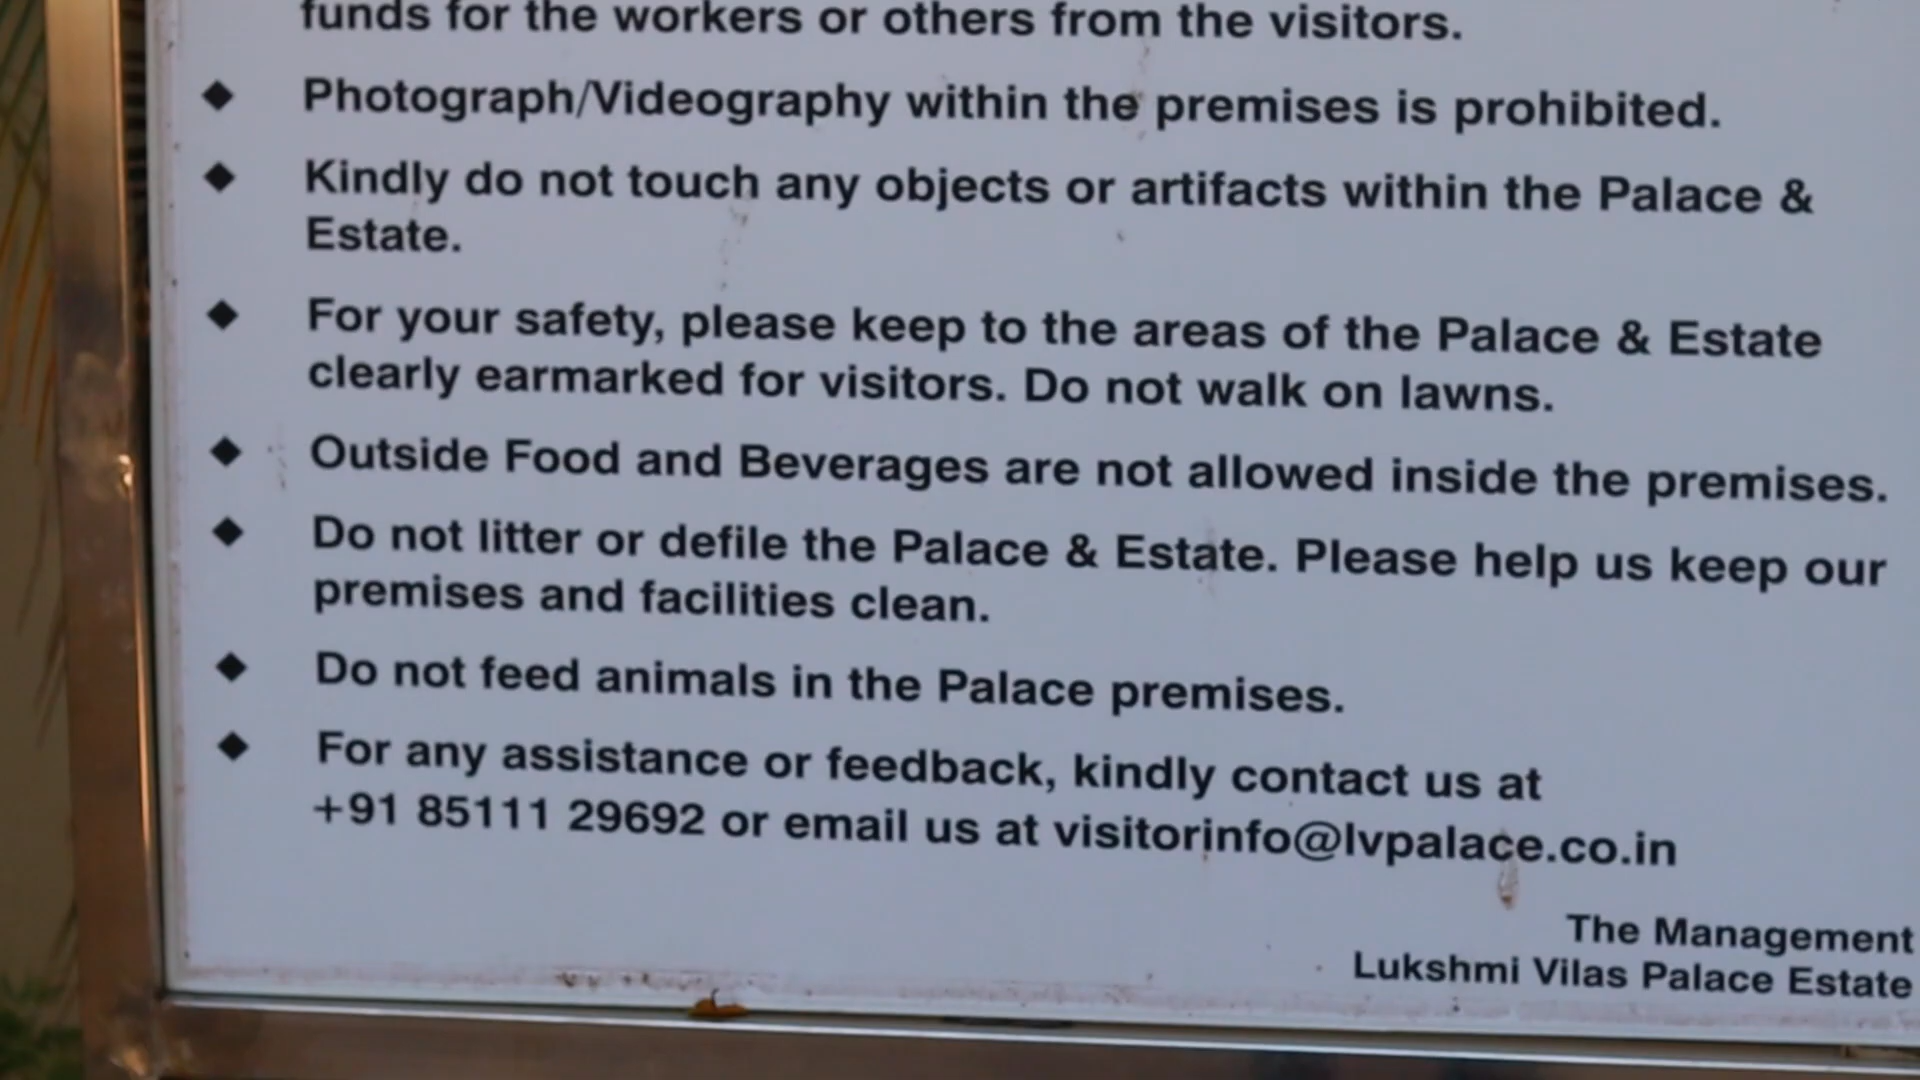 funds for the workers or others from the visitors.
◆ Photograph/Videography within the premises is prohibited.
◆ Kindly do not touch any objects or artifacts within the Palace &
Estate.
◆ For your safety, please keep to the areas of the Palace & Estate
clearly earmarked for visitors. Do not walk on lawns.
◆ Outside Food and Beverages are not allowed inside the premises.
◆ Do not litter or defile the Palace & Estate. Please help us keep our
premises and facilities clean.
◆ Do not feed animals in the Palace premises.
◆ For any assistance or feedback, kindly contact us at
+91 85111 29692 or email us at visitorinfo@lvpalace.co.in
The Management
Lukshmi Vilas Palace Estate